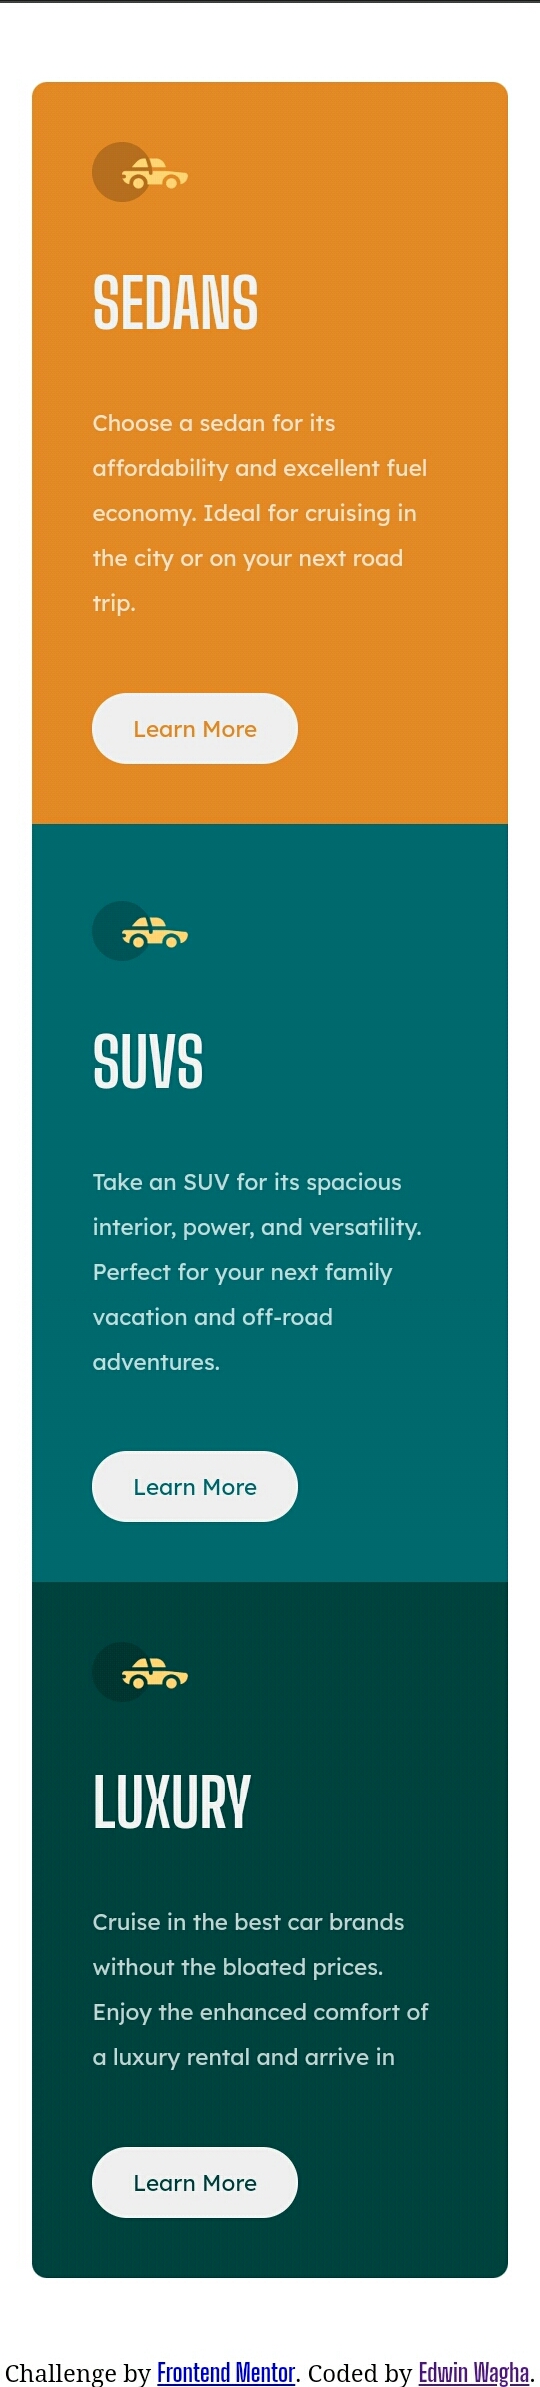 SEDANS
Choose a sedan for its
affordability and excellent fuel
economy. Ideal for cruising in
the city or on your next road
trip.
Learn More
SUVS
Take an SUV for its spacious
interior, power, and versatility.
Perfect for your next family
vacation and off-road
adventures.
Learn More
LUXURY
Cruise in the best car brands
without the bloated prices.
Enjoy the enhanced comfort of
a luxury rental and arrive in
Learn More
Challenge by Frontend Mentor. Coded by Edwin Wagha.